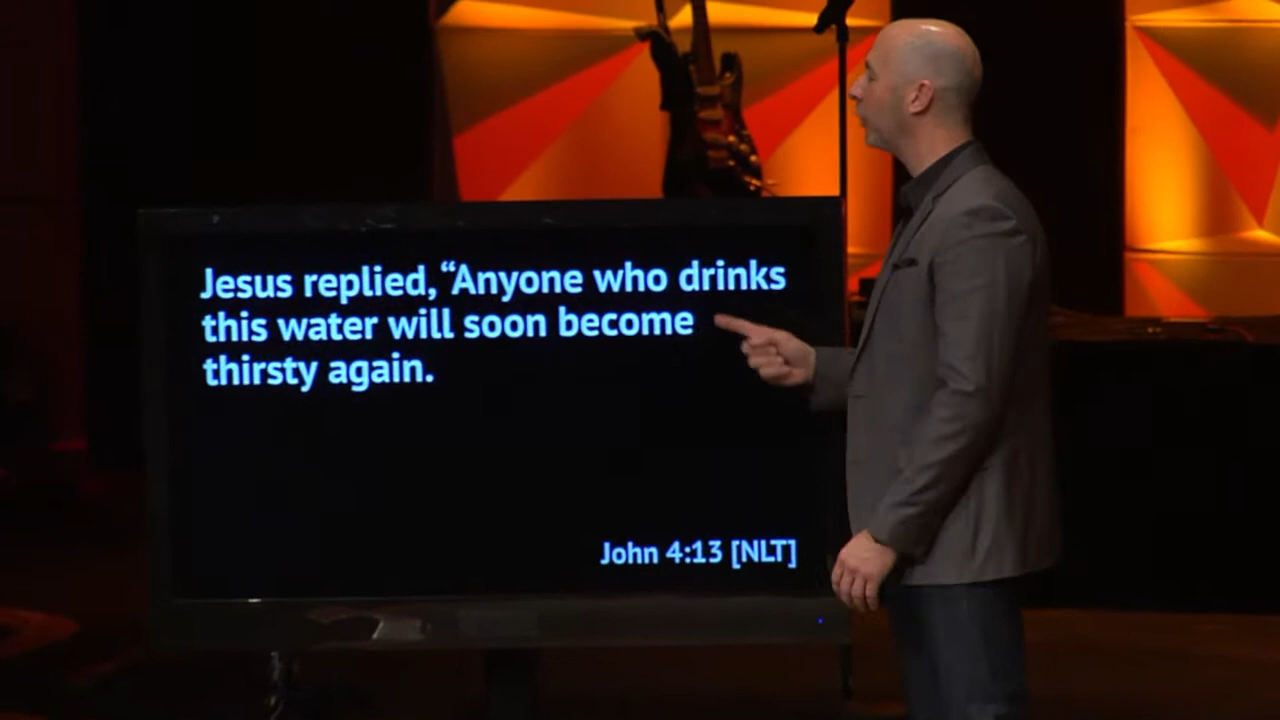 Jesus replied, “Anyone who drinks
this water will soon become
thirsty again.
John 4:13 [NLT]